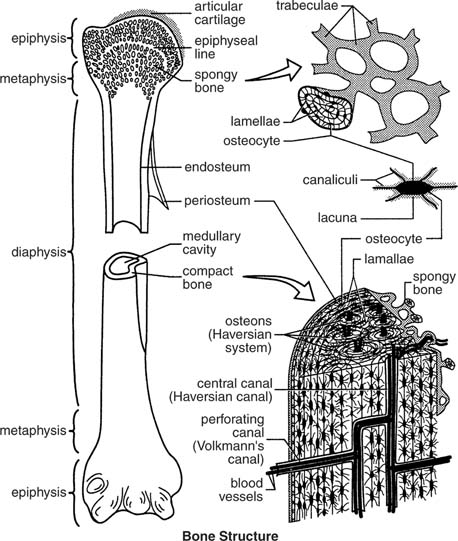 articular
cartilage
trabeculae
epiphysis
epiphyseal
line
metaphysis
spongy
bone
lamellae
osteocyte
endosteum
canaliculi
periosteum
lacuna
diaphysis
medullary
cavity
osteocyte
lamallae
compact
bone
spongy
bone
osteons
(Haversian
system)
central canal
(Haversian canal)
metaphysis
perforating
canal
(Volkmann's
canal)
epiphysis
blood
vessels
Bone Structure